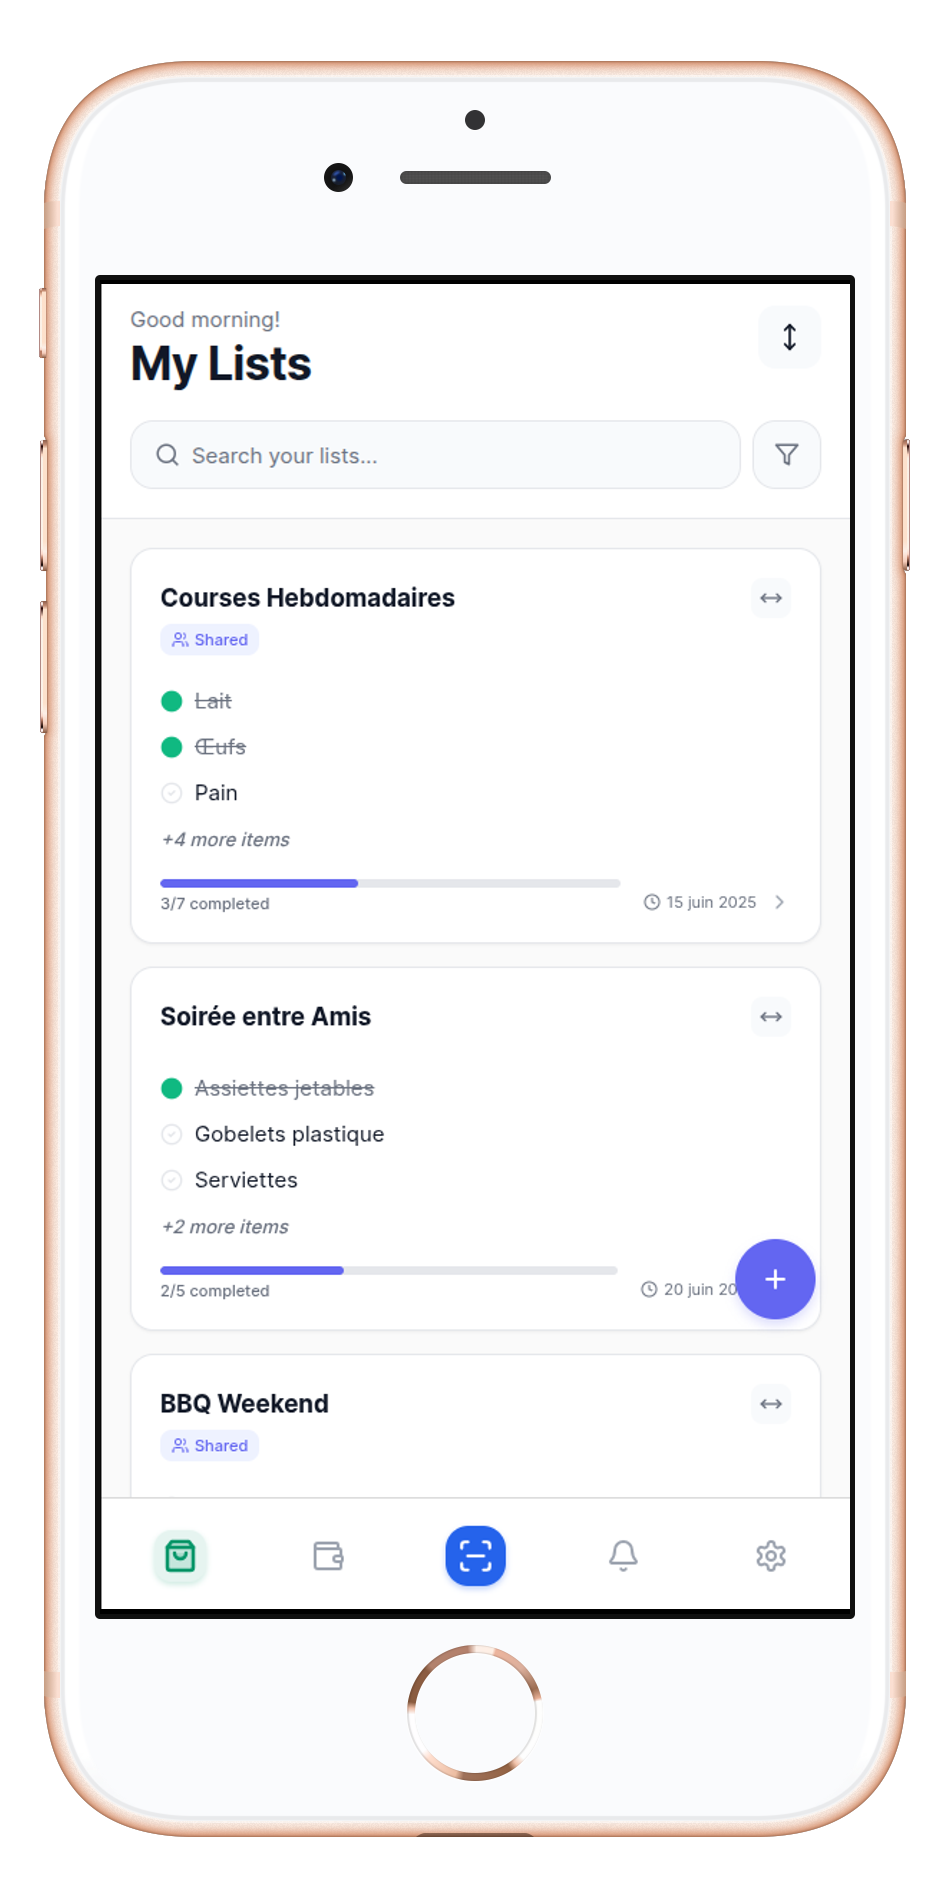 Good morning!
My Lists
Search your lists...
Courses Hebdomadaires
Shared
Lait
Œufs
Pain
+4 more items
3/7 completed
15 juin 2025
Soirée entre Amis
Assiettes jetables
Gobelets plastique
Serviettes
+2 more items
2/5 completed
20 juin 20
BBQ Weekend
Shared